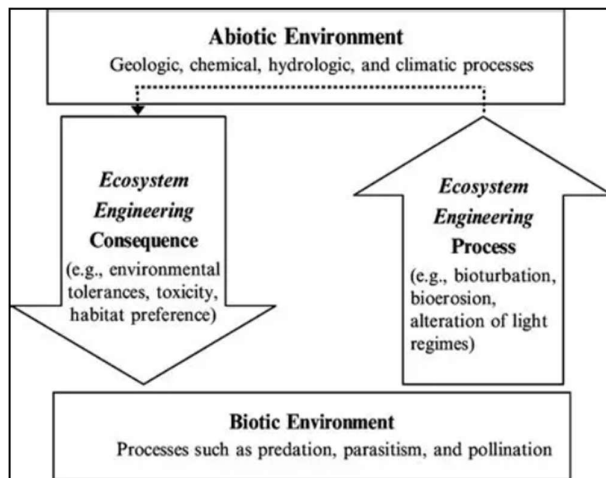 Abiotic Environment
Geologic, chemical, hydrologic, and climatic processes
Ecosystem
Engineering
Consequence
(e.g., environmental
tolerances, toxicity,
habitat preference)
Ecosystem
Engineering
Process
(e.g., bioturbation,
bioerosion,
alteration of light
regimes)
Biotic Environment
Processes such as predation, parasitism, and pollination